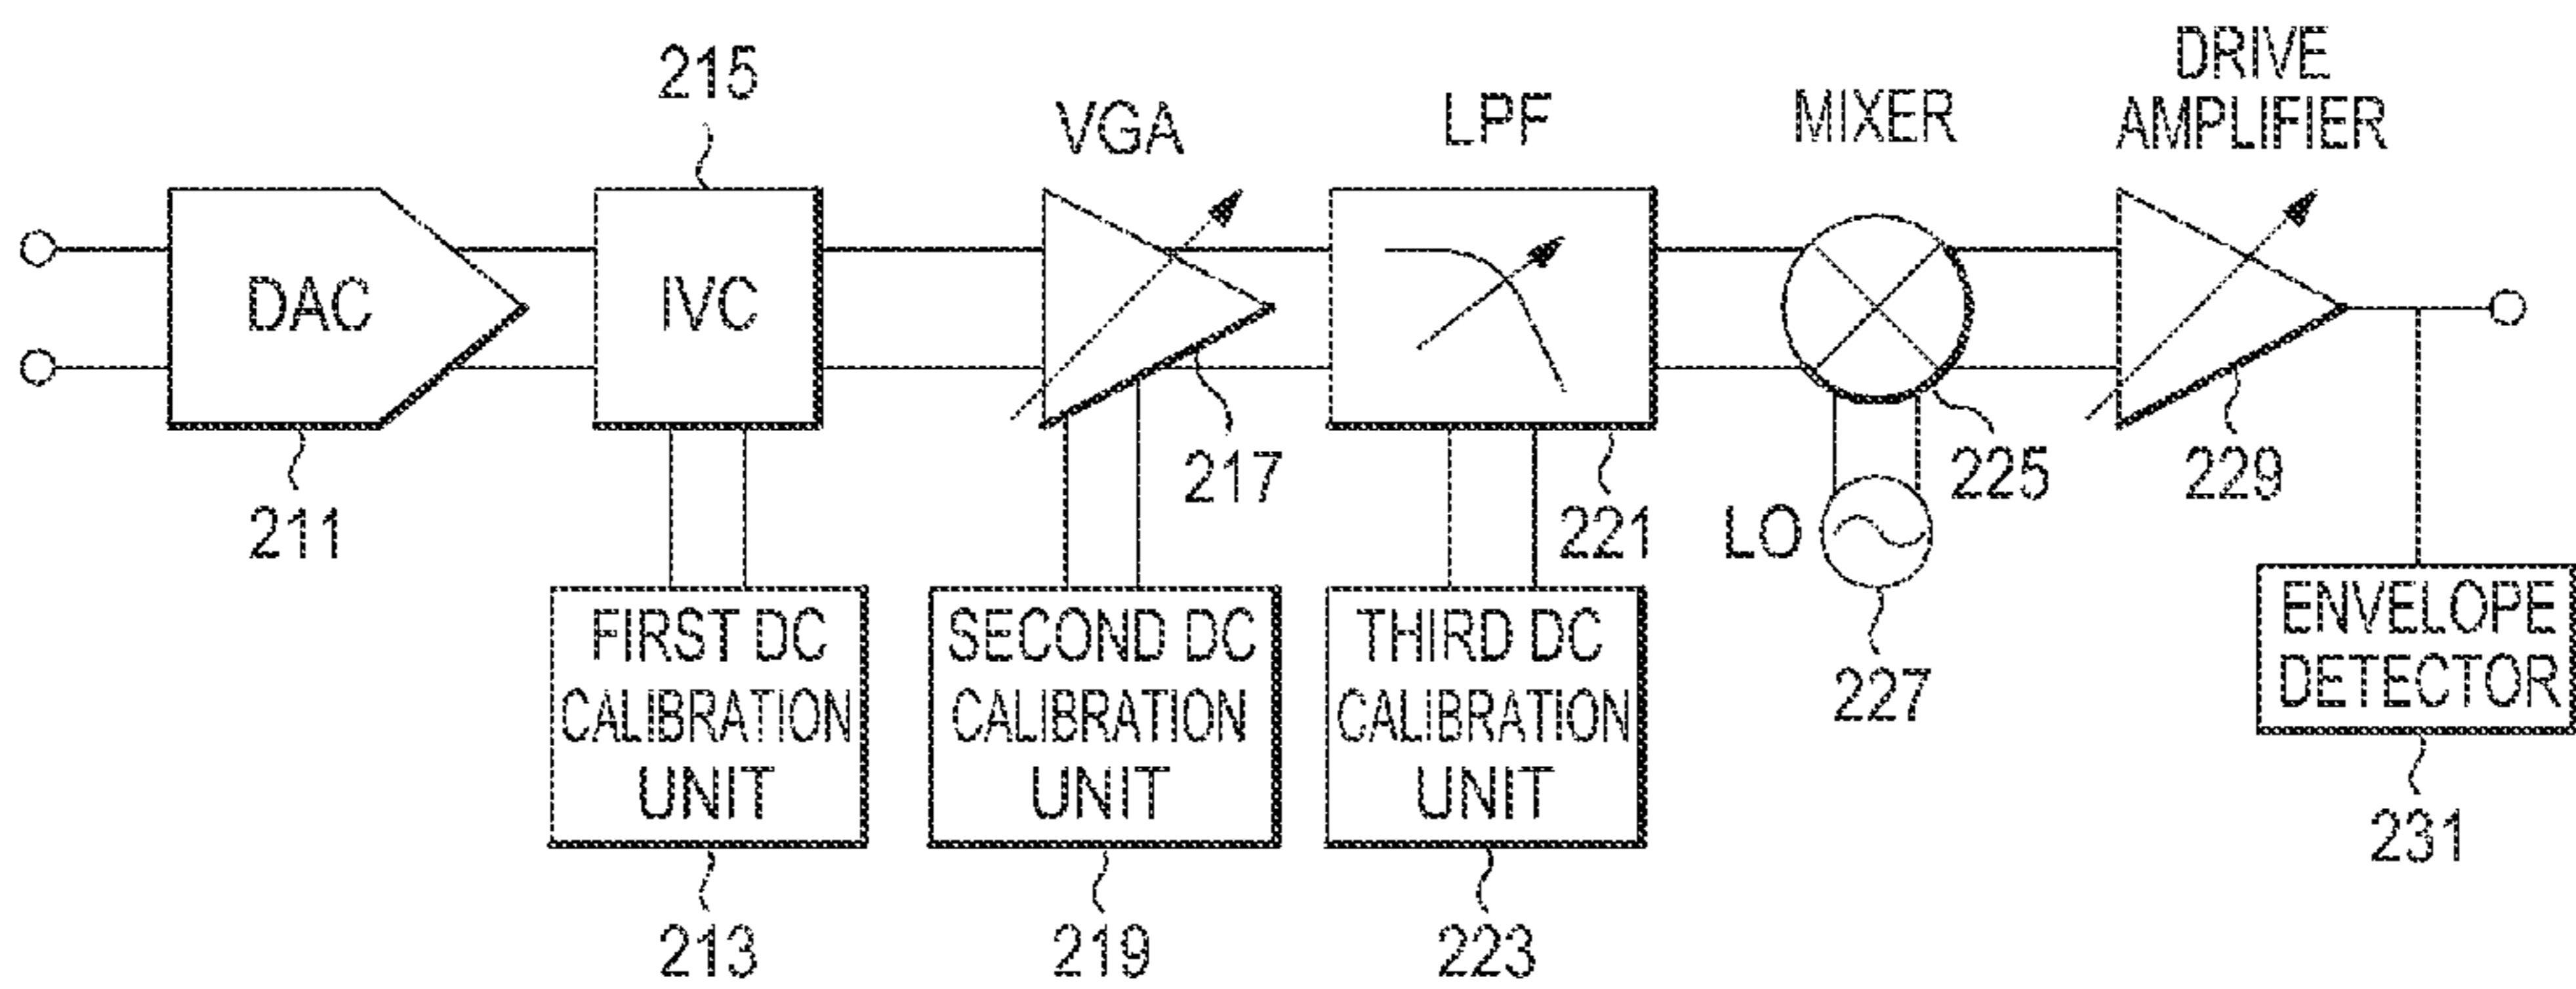 DRIVE
AMPLIFIER
215
VGA
LPF
MIXER
DAC
IVC
217
225
229
211
221
LO
227
FIRST DC
CALIBRATION
UNIT
SECOND DC
CALIBRATION
UNIT
THIRD DC
CALIBRATION
UNIT
ENVELOPE
DETECTOR
231
213
219
223